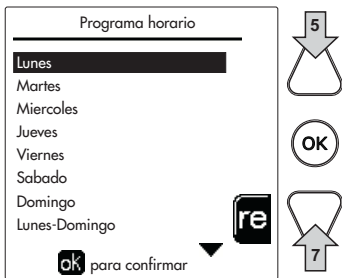 Programa horario
Lunes
Martes
Miercoles
Jueves
Viernes
Sabado
Domingo
Lunes-Domingo
re
ok para confirmar
5
OK
7